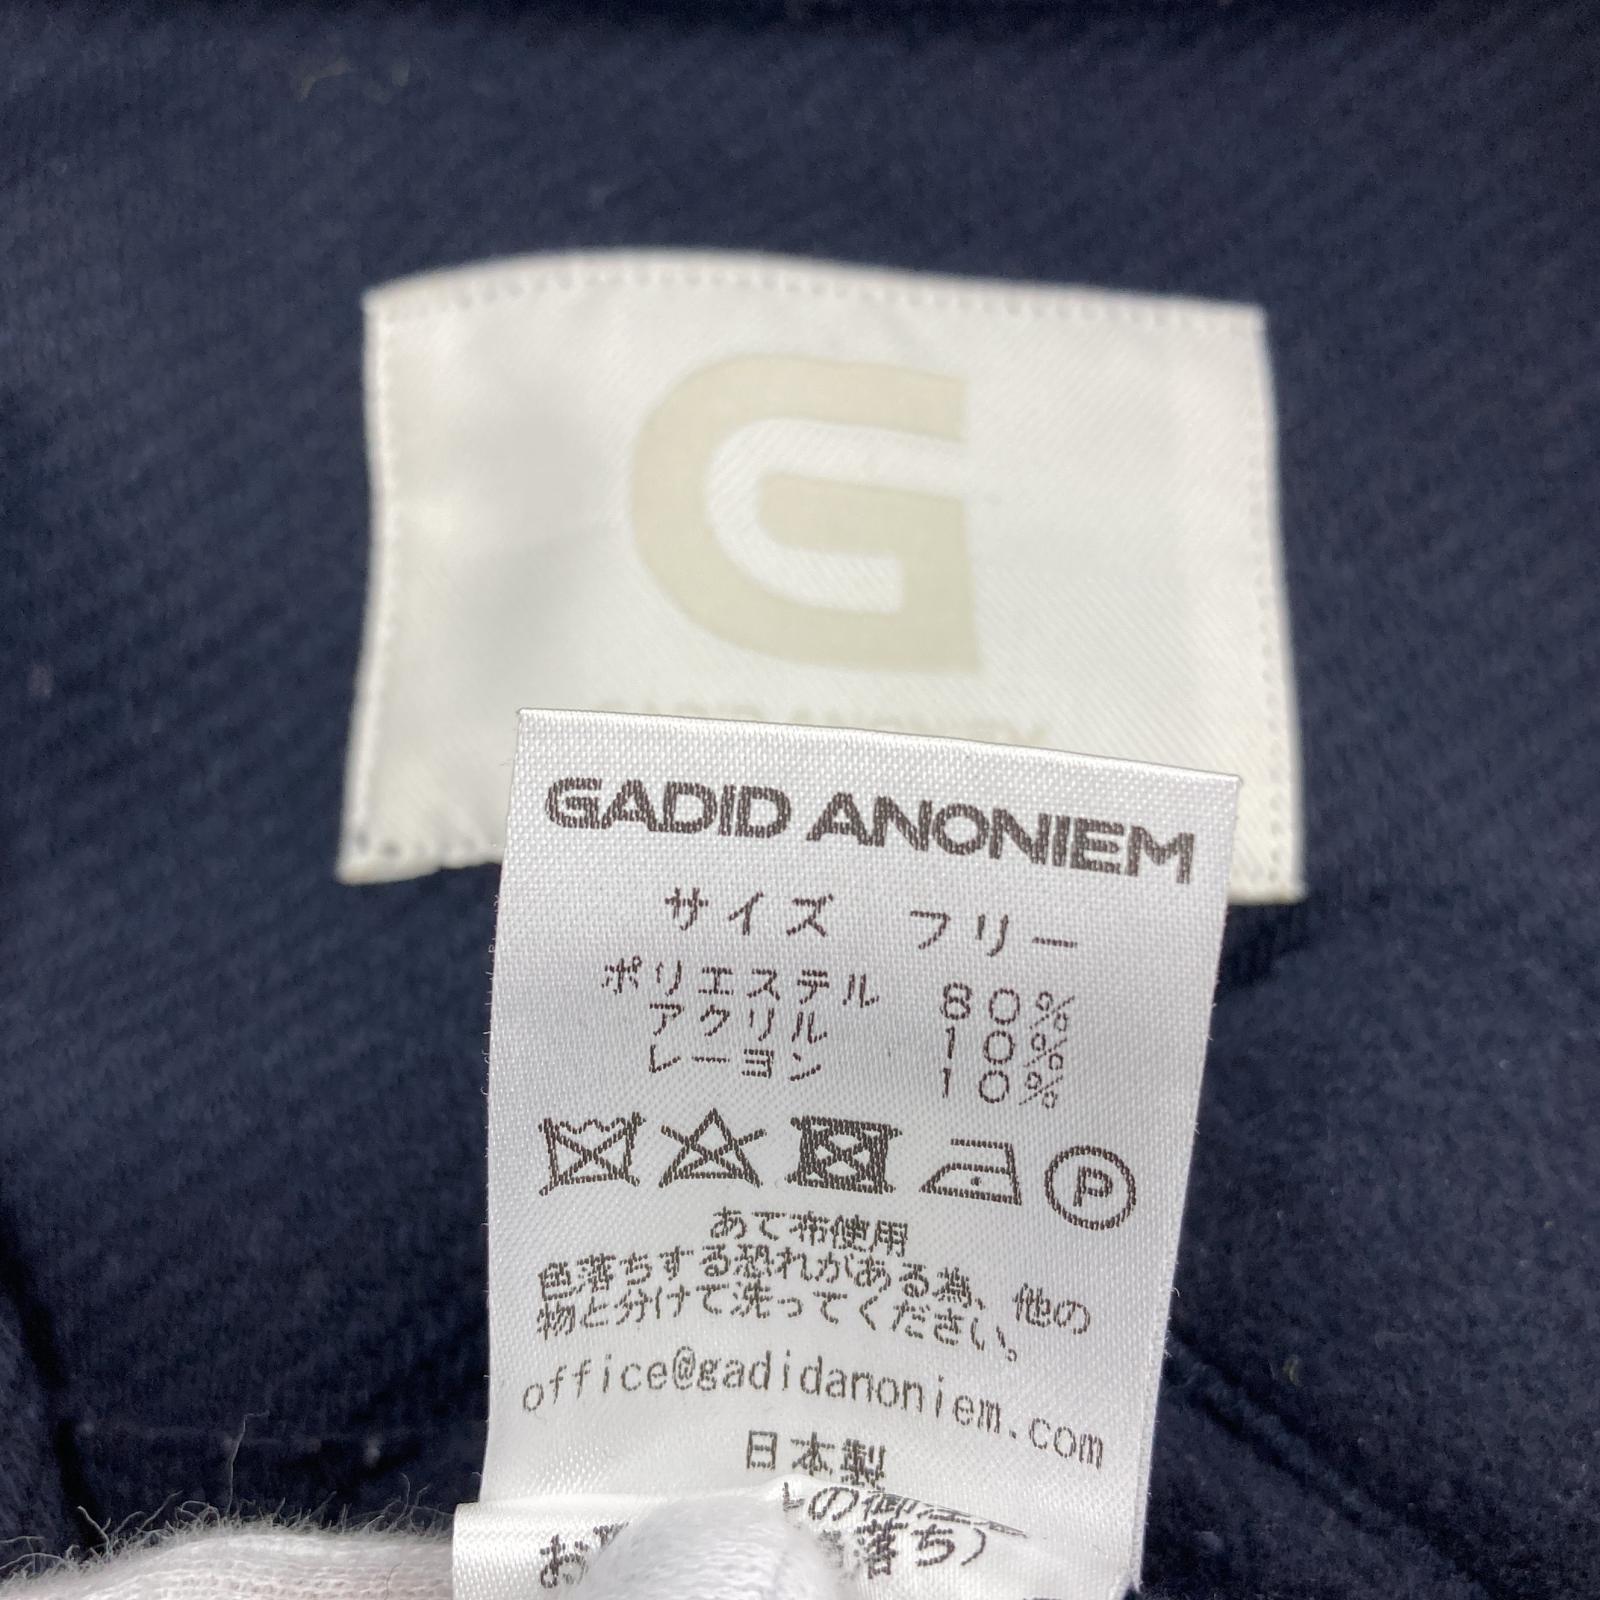 G
GADID ANONIEM
サイズ フリー
ポリエステル 80%
アクリル 10%
レーヨン 10%
P
あて布使用
色落ちする恐れがある為、他の
物と分けて洗ってください。
office@gadidanoniem.com
日本製